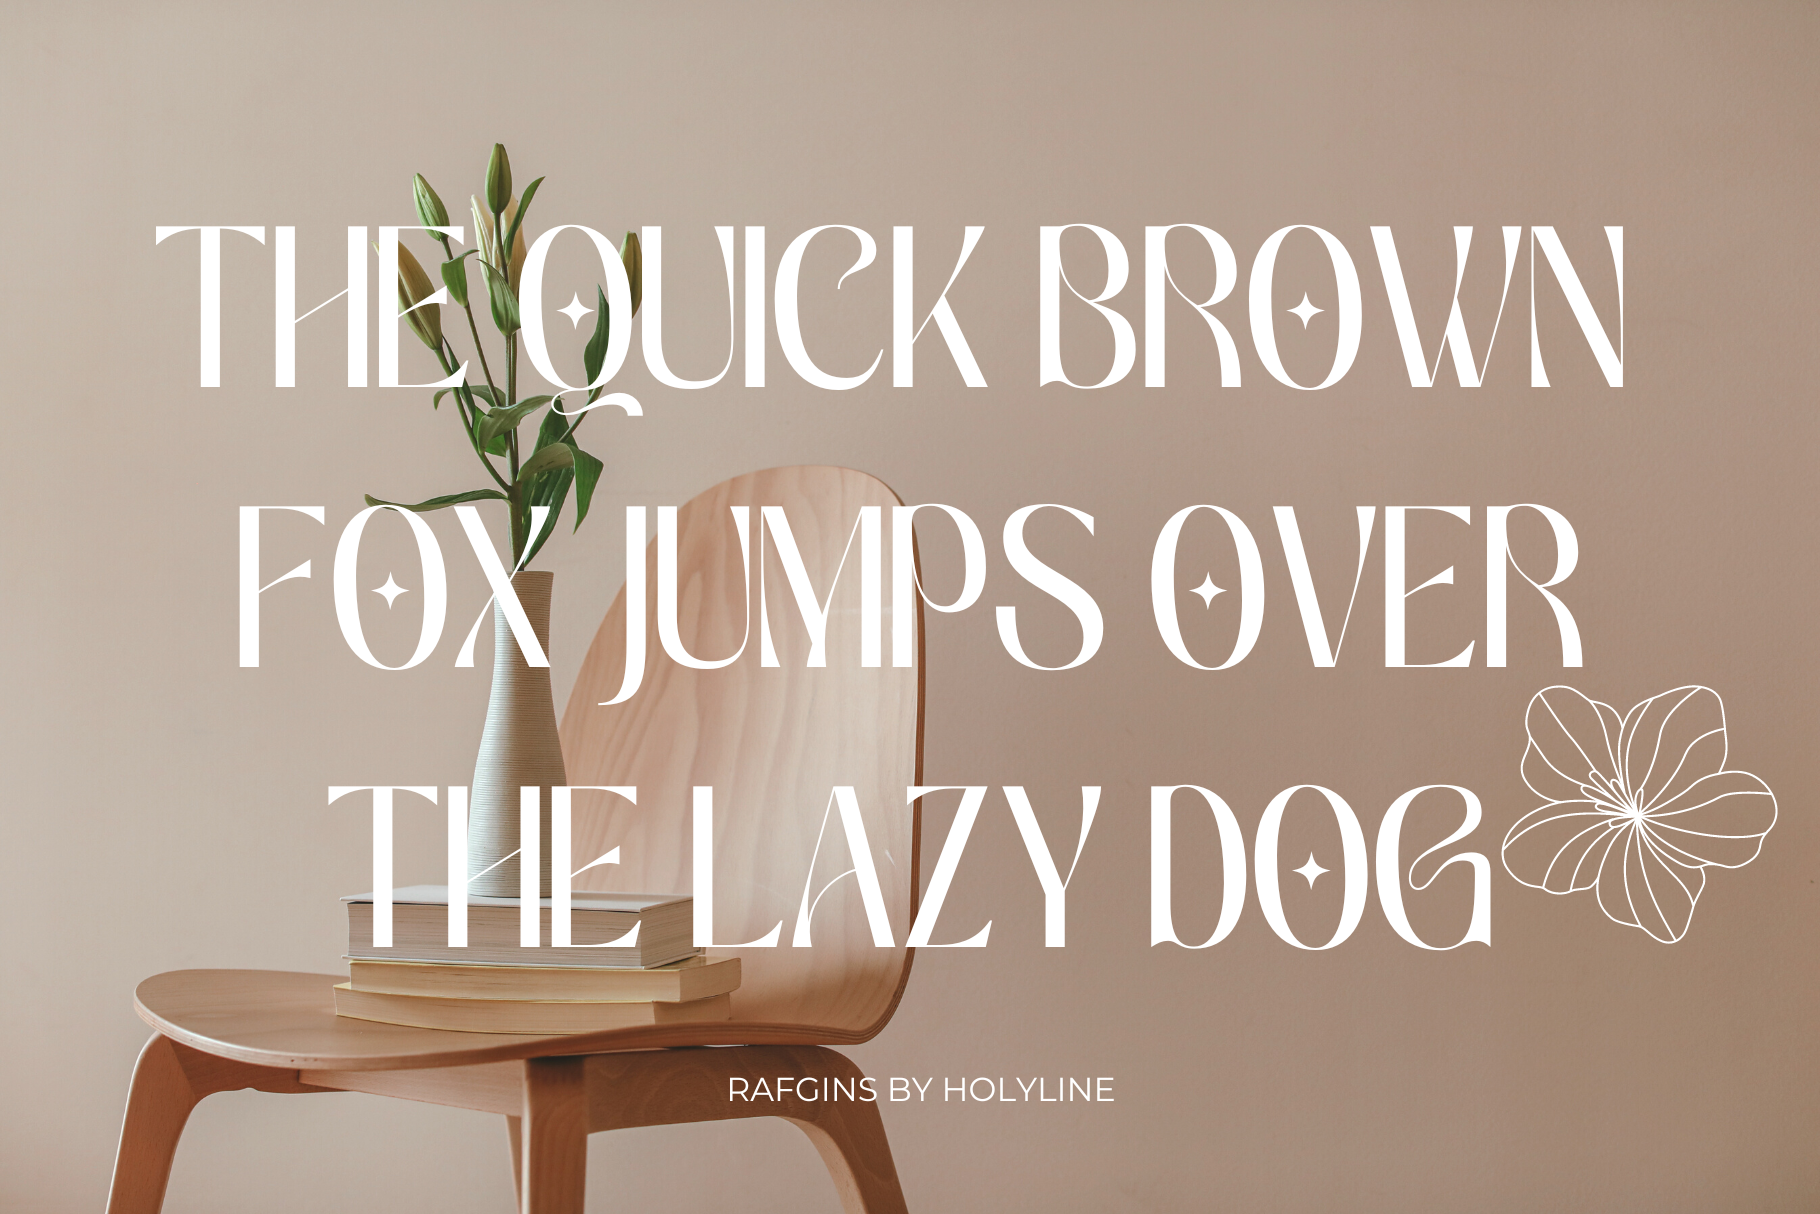 THE QUICK BROWN
FOX JUMPS OVER
THE LAZY DOG
RAFGINS BY HOLYLINE